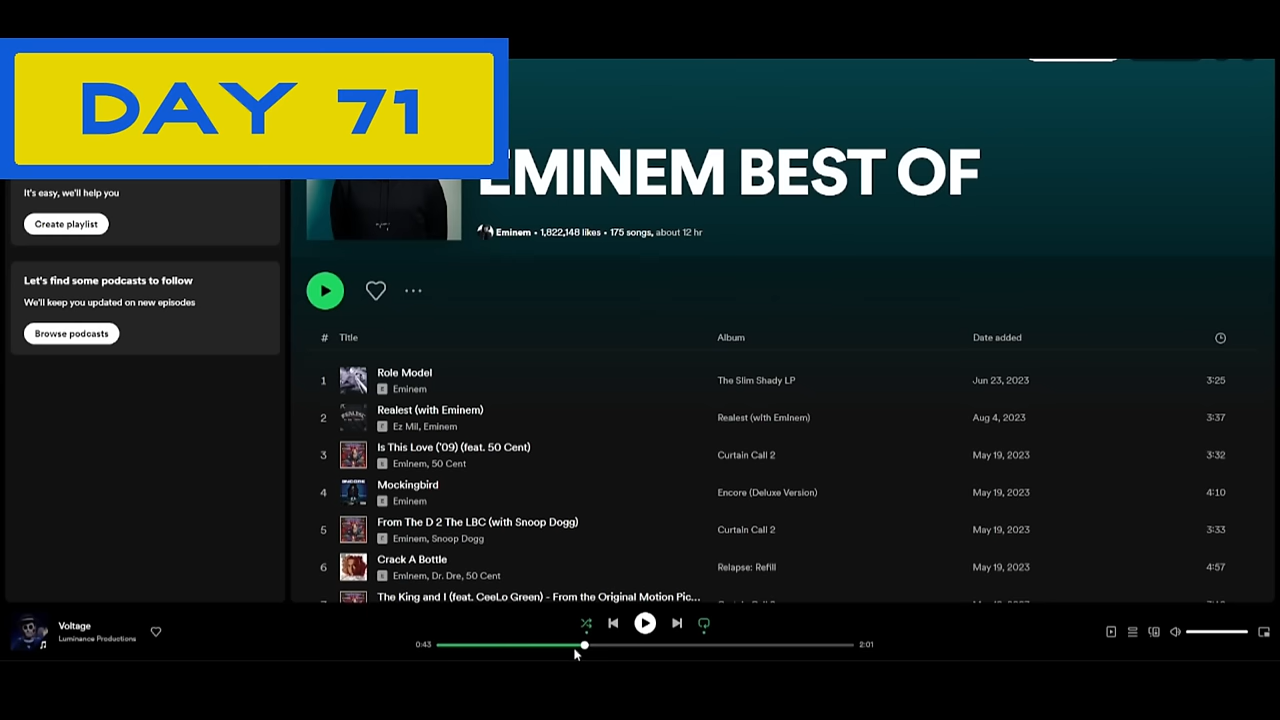 DAY 71
EMINEM BEST OF
It's easy, we'll help you
Create playlist
Eminem • 1,822,148 likes • 175 songs, about 12 hr
Let's find some podcasts to follow
We'll keep you updated on new episodes
Browse podcasts
# Title Album Date added
1 Role Model The Slim Shady LP Jun 23, 2023 3:25
E Eminem
2 Realest (with Eminem) Realest (with Eminem) Aug 4, 2023 3:37
E Ez Mil, Eminem
3 Is This Love ('09) (feat. 50 Cent) Curtain Call 2 May 19, 2023 3:32
E Eminem, 50 Cent
4 Mockingbird Encore (Deluxe Version) May 19, 2023 4:10
E Eminem
5 From The D 2 The LBC (with Snoop Dogg) Curtain Call 2 May 19, 2023 3:33
E Eminem, Snoop Dogg
6 Crack A Bottle Relapse: Refill May 19, 2023 4:57
E Eminem, Dr. Dre, 50 Cent
The King and I (feat. CeeLo Green) - From the Original Motion Pic...
Voltage
Luminance Productions
0:43 2:01